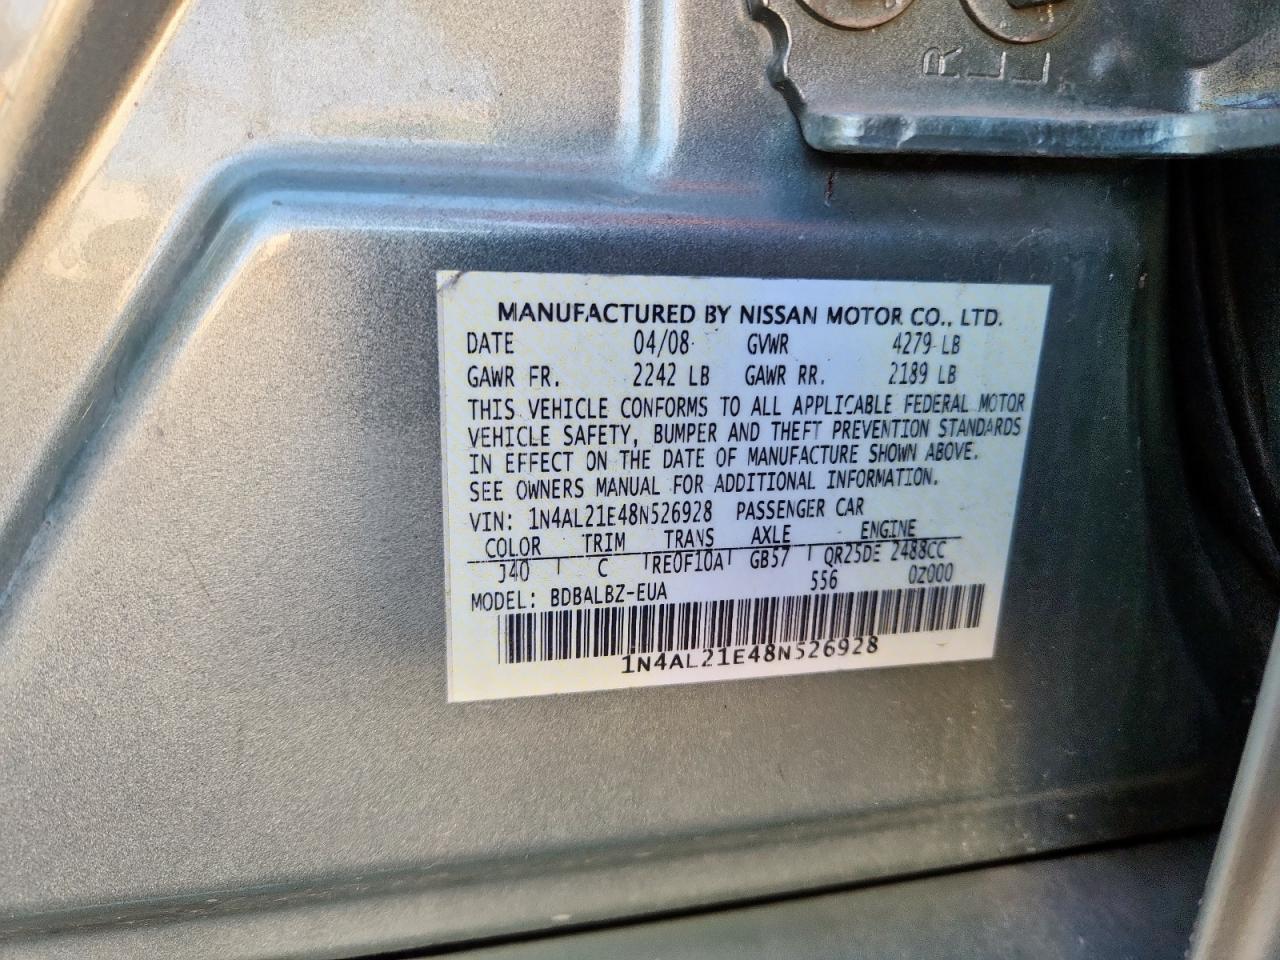 R
L
L
MANUFACTURED BY NISSAN MOTOR CO., LTD.
DATE 04/08 GVWR 4279 LB
GAWR FR. 2242 LB GAWR RR. 2189 LB
THIS VEHICLE CONFORMS TO ALL APPLICABLE FEDERAL MOTOR
VEHICLE SAFETY, BUMPER AND THEFT PREVENTION STANDARDS
IN EFFECT ON THE DATE OF MANUFACTURE SHOWN ABOVE.
SEE OWNERS MANUAL FOR ADDITIONAL INFORMATION.
VIN: 1N4AL21E48N526928 PASSENGER CAR
COLOR TRIM TRANS AXLE ENGINE
J40 C RE0F10A GB57 QR25DE 2488CC
556 0Z000
MODEL: BDBALBZ-EUA
1N4AL21E48N526928